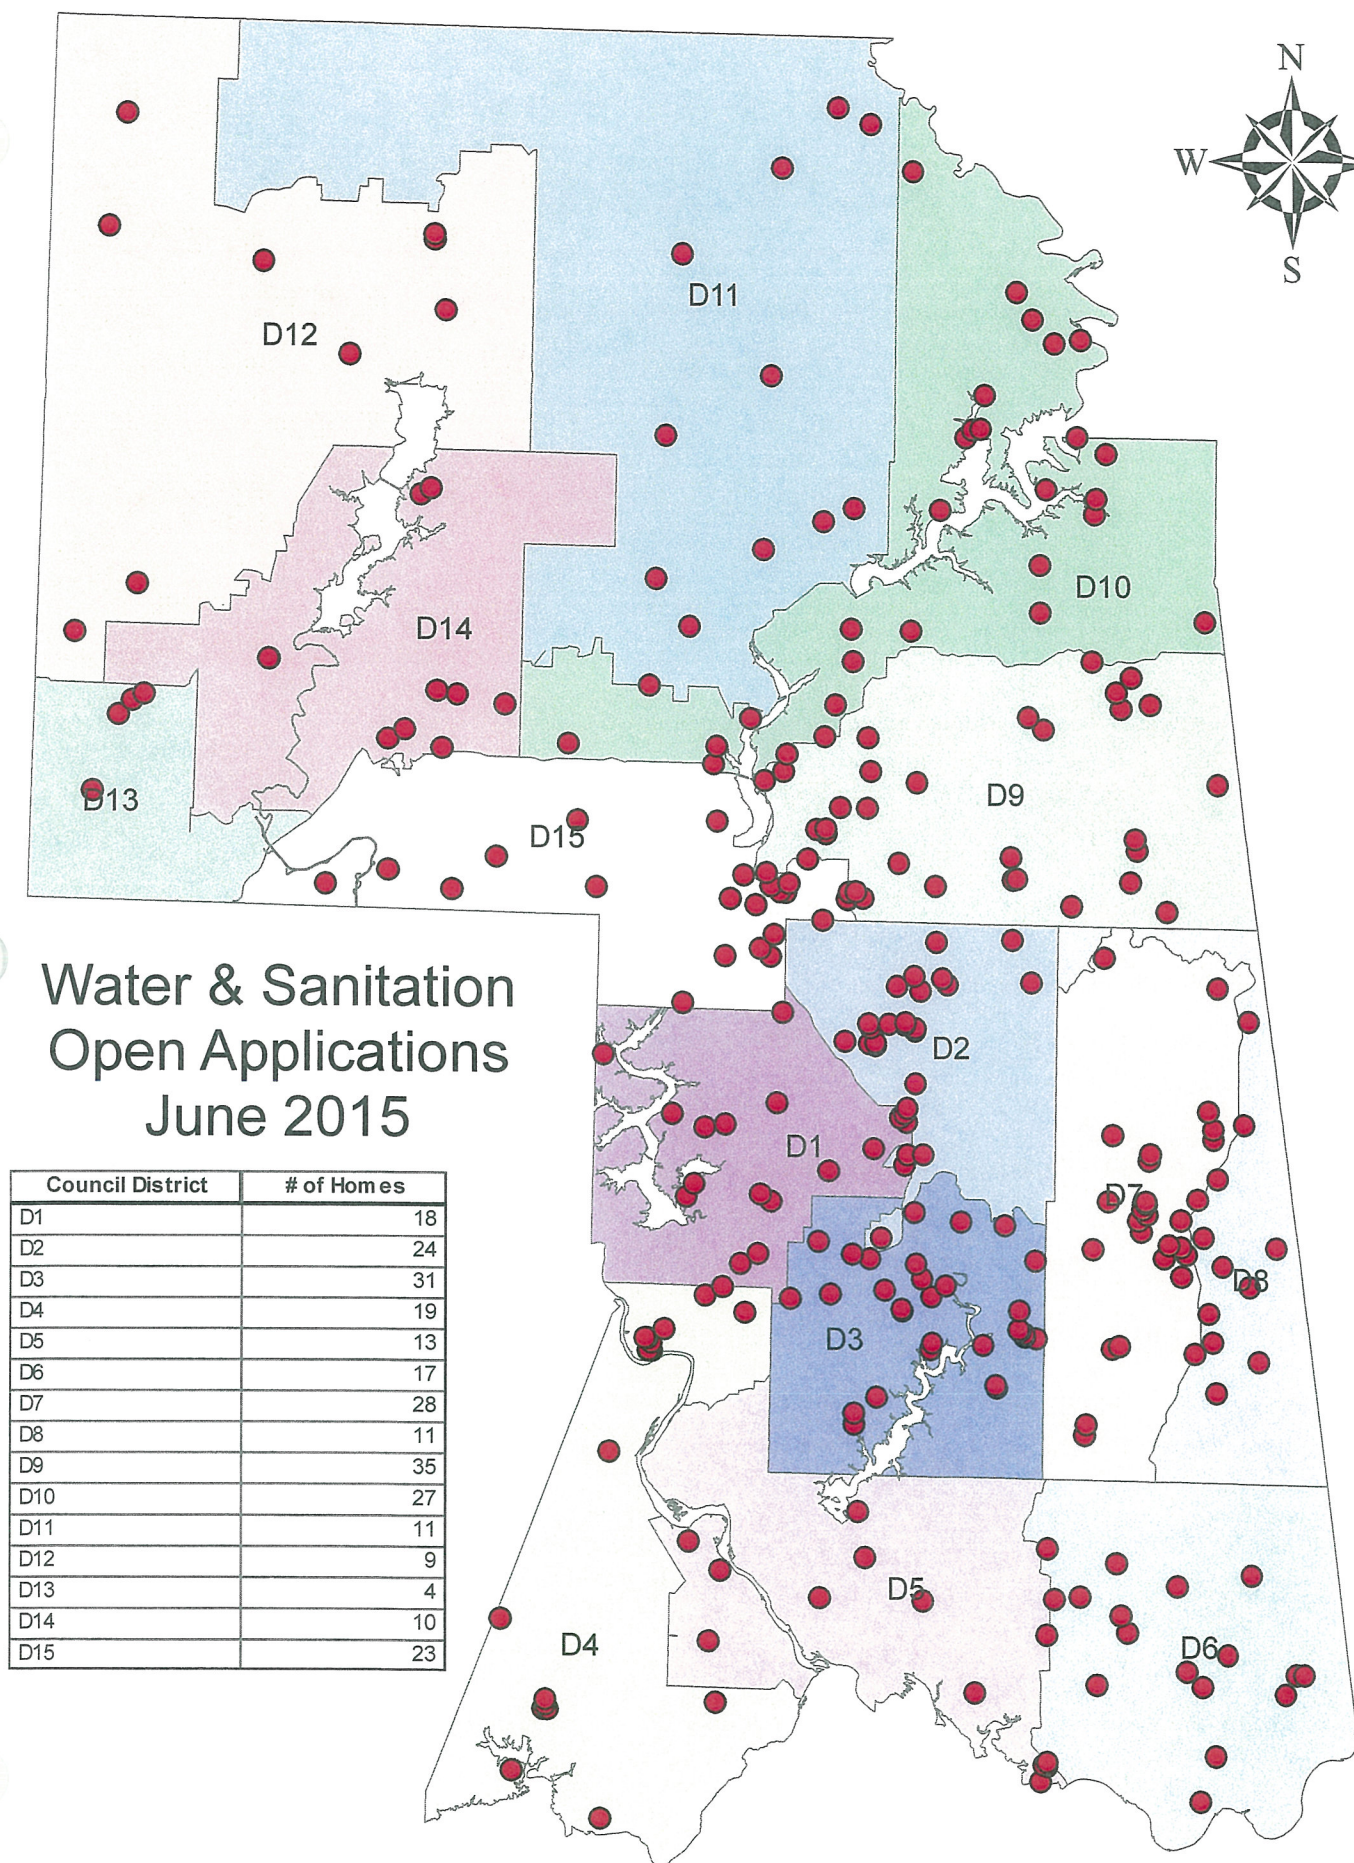 N
W
S
D11
D12
D10
D14
D13
D9
D15
Water & Sanitation
Open Applications
June 2015
D2
D1
Council District # of Homes
D1 18
D2 24
D3 31
D4 19
D5 13
D6 17
D7 28
D8 11
D9 35
D10 27
D11 11
D12 9
D13 4
D14 10
D15 23
D7
D8
D3
D5
D4
D6